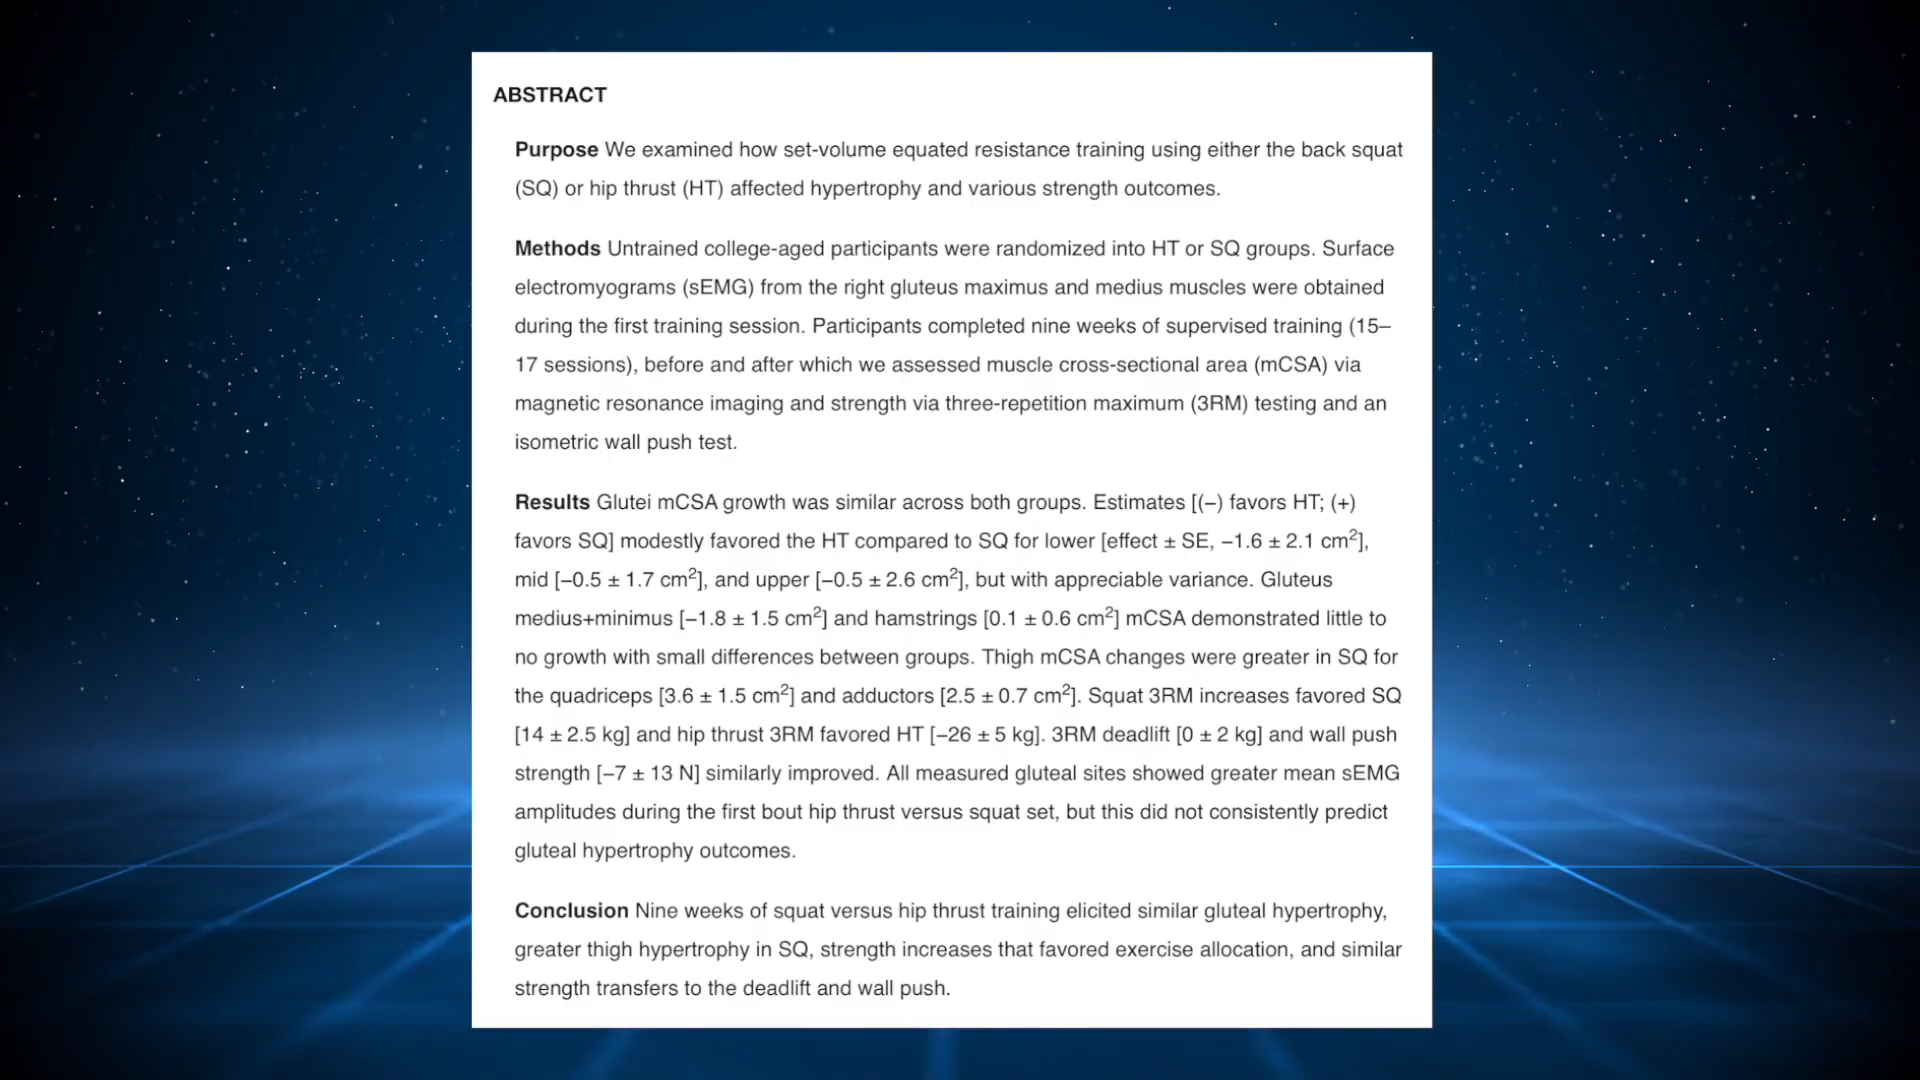 ABSTRACT
Purpose We examined how set-volume equated resistance training using either the back squat
(SQ) or hip thrust (HT) affected hypertrophy and various strength outcomes.
Methods Untrained college-aged participants were randomized into HT or SQ groups. Surface
electromyograms (sEMG) from the right gluteus maximus and medius muscles were obtained
during the first training session. Participants completed nine weeks of supervised training (15–
17 sessions), before and after which we assessed muscle cross-sectional area (mCSA) via
magnetic resonance imaging and strength via three-repetition maximum (3RM) testing and an
isometric wall push test.
Results Glutei mCSA growth was similar across both groups. Estimates [(−) favors HT; (+)
favors SQ] modestly favored the HT compared to SQ for lower [effect ± SE, −1.6 ± 2.1 cm²],
mid [−0.5 ± 1.7 cm²], and upper [−0.5 ± 2.6 cm²], but with appreciable variance. Gluteus
medius+minimus [−1.8 ± 1.5 cm²] and hamstrings [0.1 ± 0.6 cm²] mCSA demonstrated little to
no growth with small differences between groups. Thigh mCSA changes were greater in SQ for
the quadriceps [3.6 ± 1.5 cm²] and adductors [2.5 ± 0.7 cm²]. Squat 3RM increases favored SQ
[14 ± 2.5 kg] and hip thrust 3RM favored HT [−26 ± 5 kg]. 3RM deadlift [0 ± 2 kg] and wall push
strength [−7 ± 13 N] similarly improved. All measured gluteal sites showed greater mean sEMG
amplitudes during the first bout hip thrust versus squat set, but this did not consistently predict
gluteal hypertrophy outcomes.
Conclusion Nine weeks of squat versus hip thrust training elicited similar gluteal hypertrophy,
greater thigh hypertrophy in SQ, strength increases that favored exercise allocation, and similar
strength transfers to the deadlift and wall push.